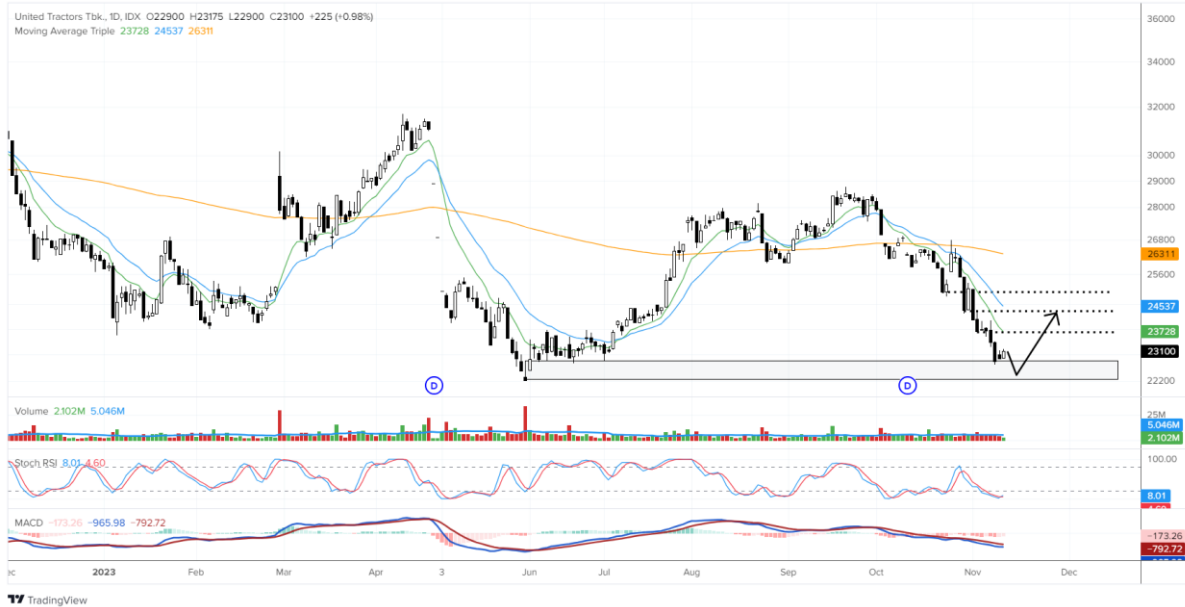 United Tractors Tbk., 1D, IDX O22900 H23175 L22900 C23100 +225 (+0.98%)
Moving Average Triple 23728 24537 26311
36000
34000
32000
30000
29000
28000
26800
26311
25600
24537
23728
23100
22200
D
D
Volume 2.102M 5.046M
25M
5.046M
2.102M
Stoch RSI 8.01 4.60
100.00
8.01
MACD -173.26 -965.98 -792.72
-173.26
-792.72
2023 Feb Mar Apr 3 Jun Jul Aug Sep Oct Nov Dec
TradingView